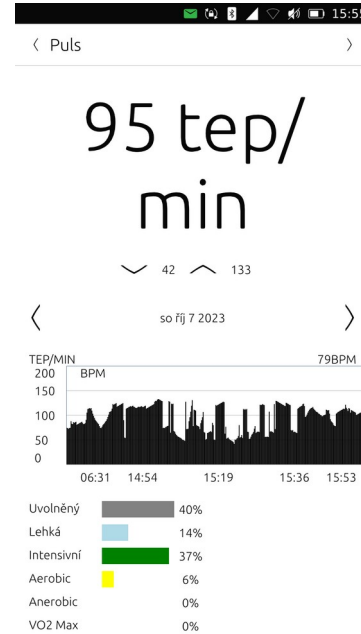 15:55
Puls
95 tep/
min
42 133
so říj 7 2023
TEP/MIN 79BPM
200 BPM
150
100
50
0
06:31 14:54 15:19 15:36 15:53
Uvolněný 40%
Lehká 14%
Intensivní 37%
Aerobic 6%
Anerobic 0%
VO2 Max 0%